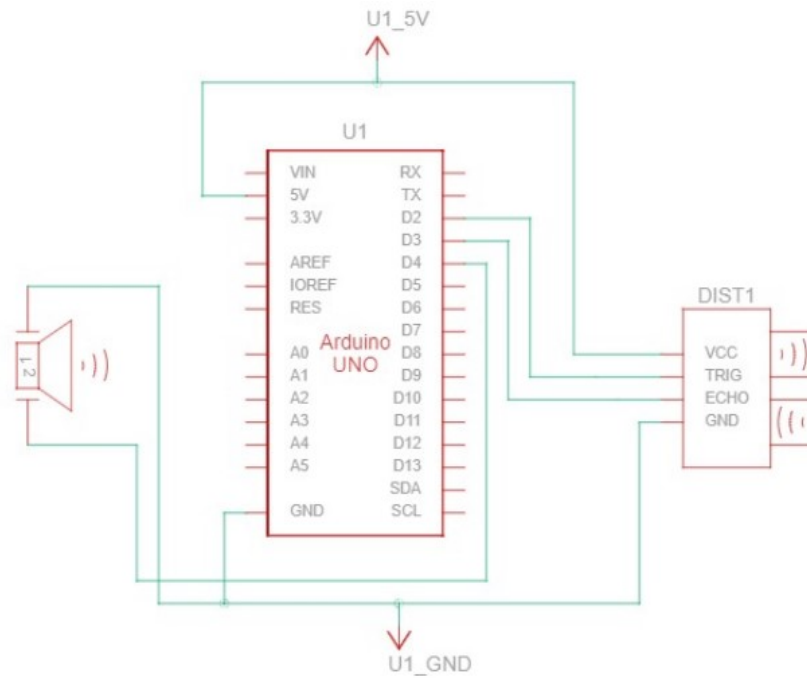 U1_5V
U1
VIN
5V
3.3V
AREF
IOREF
RES
A0
A1
A2
A3
A4
A5
GND
Arduino
UNO
RX
TX
D2
D3
D4
D5
D6
D7
D8
D9
D10
D11
D12
D13
SDA
SCL
1 2
DIST1
VCC
TRIG
ECHO
GND
U1_GND